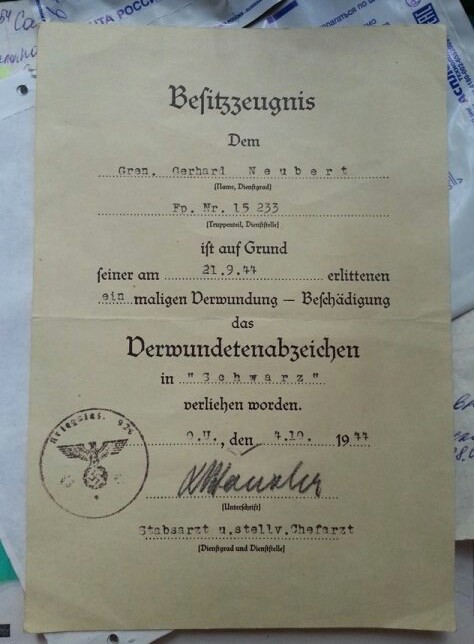 ТА РОССИ
Besitzzeugnis
Dem
Gren. Gerhard Neubert
(Name, Dienstgrad)
Fp. Nr. 15 233
(Truppenteil, Dienststelle)
ist auf Grund
seiner am 21.9.44 erlittenen
ein maligen Verwundung – Beschädigung
das
Verwundetenabzeichen
in "Schwarz"
verliehen worden.
O.U., den 4.10. 1944
(Unterschrift)
Stabsarzt u.stellv.Chefarzt
(Dienstgrad und Dienststelle)